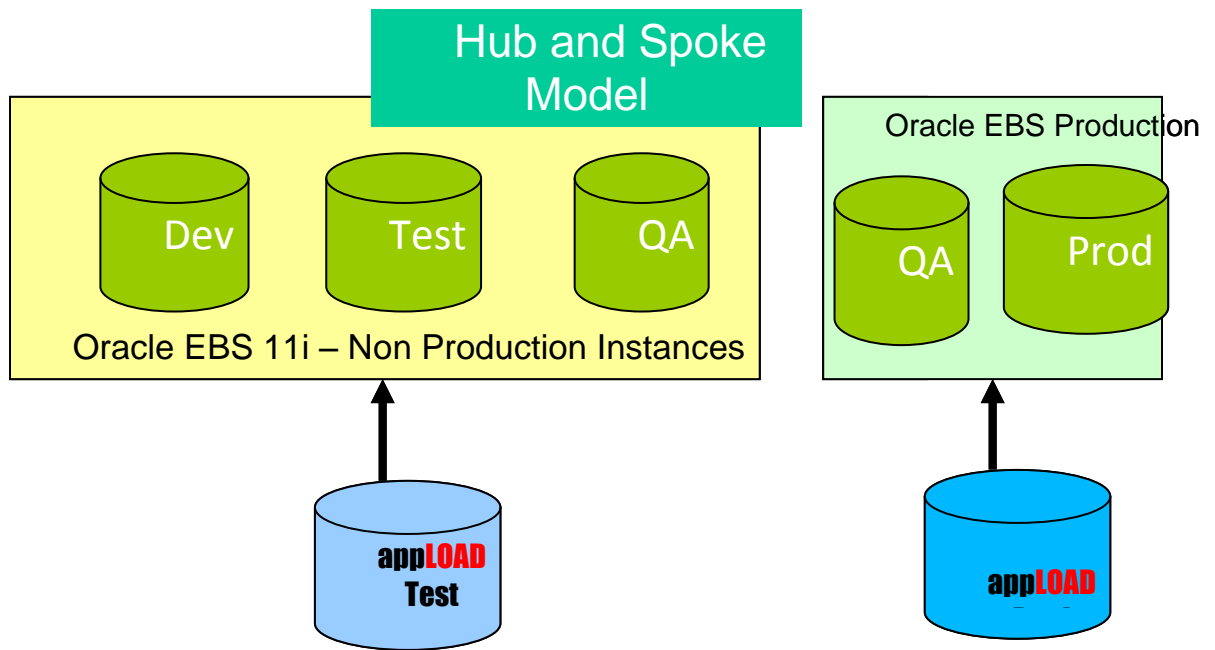 Hub and Spoke
Model
Oracle EBS Production
Dev
Test
QA
QA
Prod
Oracle EBS 11i – Non Production Instances
appLOAD
Test
appLOAD